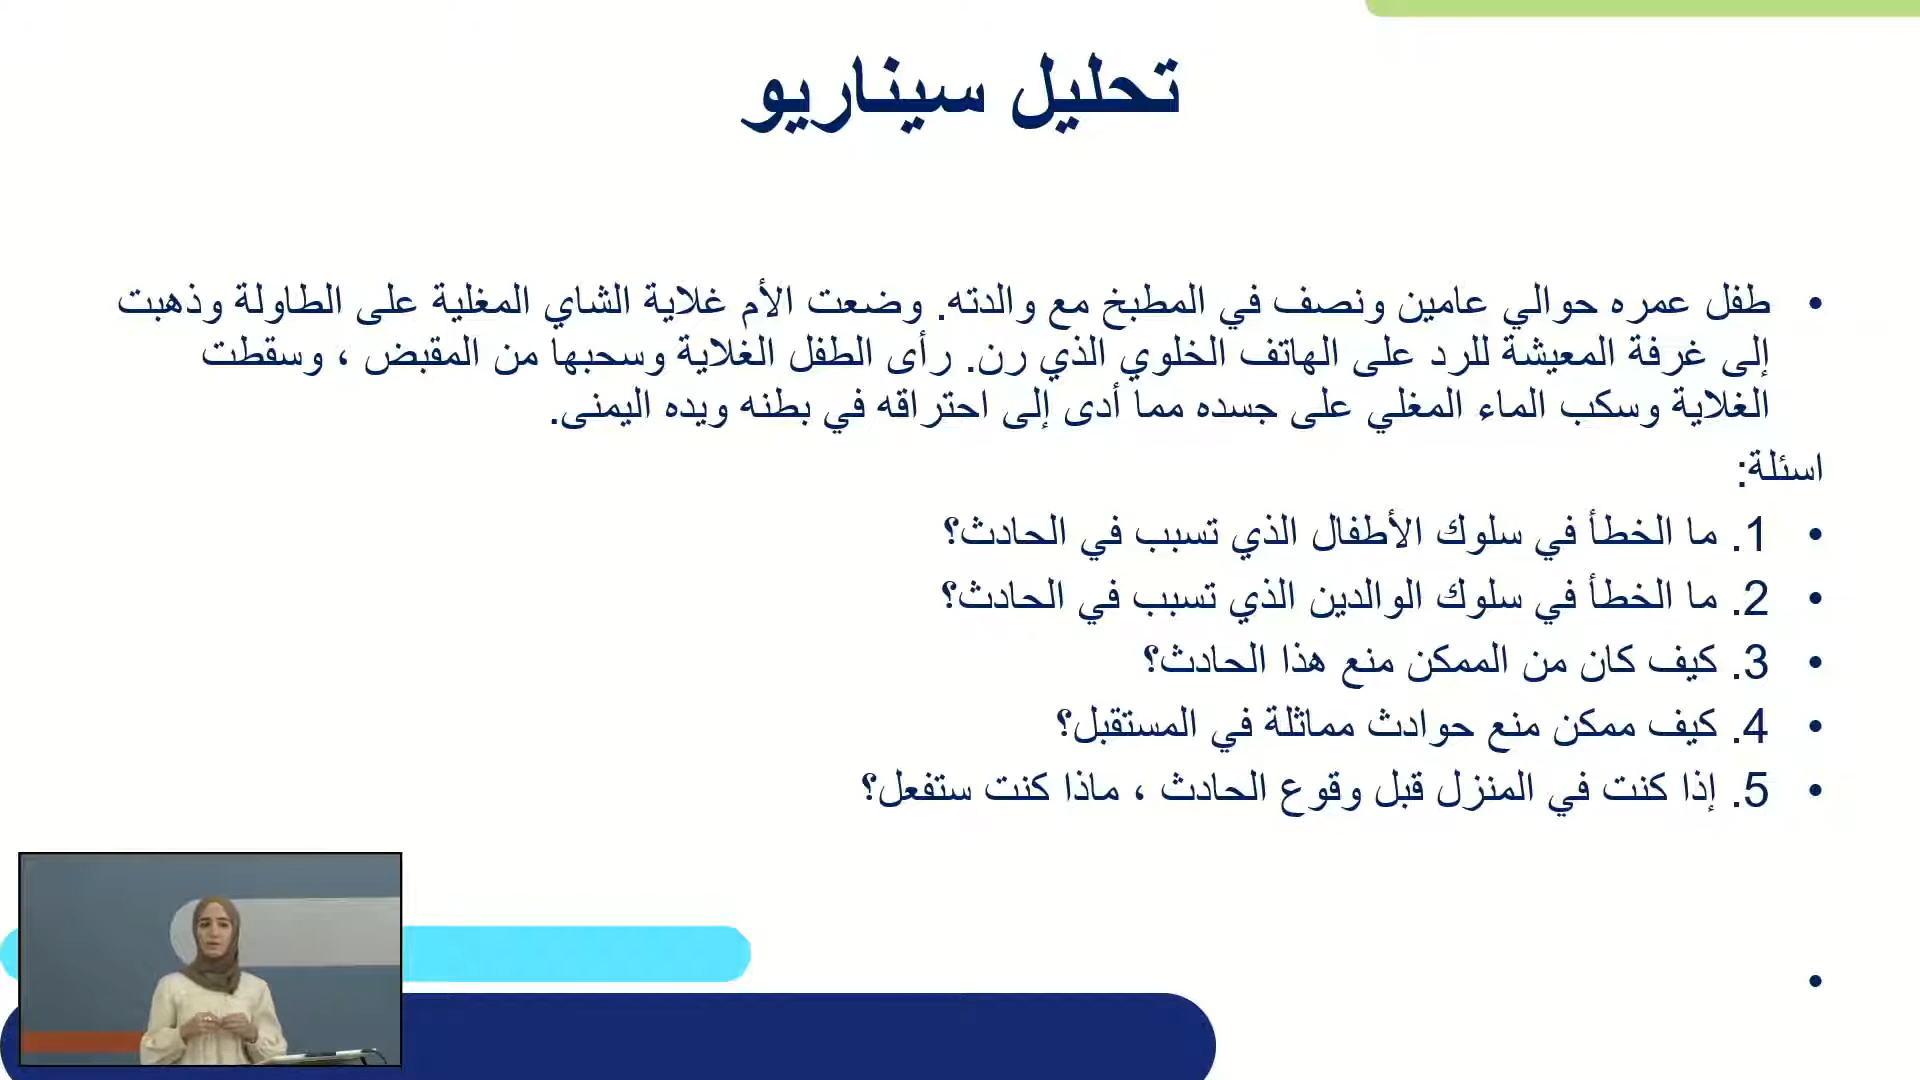 تحليل سيناريو
• طفل عمره حوالي عامين ونصف في المطبخ مع والدته. وضعت الأم غلاية الشاي المغلية على الطاولة وذهبت
إلى غرفة المعيشة للرد على الهاتف الخلوي الذي رن. رأى الطفل الغلاية وسحبها من المقبض ، وسقطت
الغلاية وسكب الماء المغلي على جسده مما أدى إلى احتراقه في بطنه ويده اليمنى.
اسئلة:
• 1. ما الخطأ في سلوك الأطفال الذي تسبب في الحادث؟
• 2. ما الخطأ في سلوك الوالدين الذي تسبب في الحادث؟
• 3. كيف كان من الممكن منع هذا الحادث؟
• 4. كيف ممكن منع حوادث مماثلة في المستقبل؟
• 5. إذا كنت في المنزل قبل وقوع الحادث ، ماذا كنت ستفعل؟